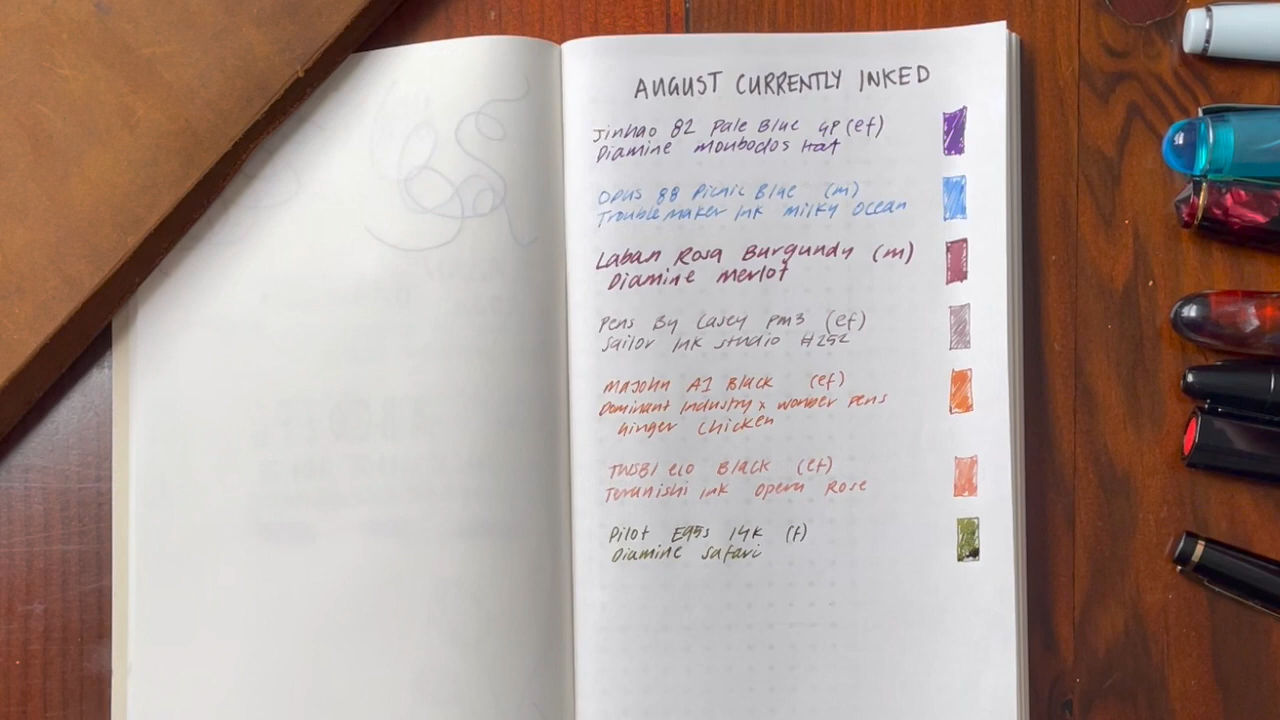 AUGUST CURRENTLY INKED
Jinhao 82 Pale Blue GP (ef)
Diamine Monboddos Hat
Opus 88 Picnic Blue (m)
Troublemaker Ink Milky Ocean
Laban Rosa Burgundy (m)
Diamine merlot
Pens By Casey PM3 (ef)
Sailor Ink studio #252
Majohn A1 Black (ef)
Dominant Industry x Wonder Pens
Ginger Chicken
TWSBI eco Black (ef)
Teranishi Ink Opera Rose
Pilot E95s 14k (f)
Diamine Safari